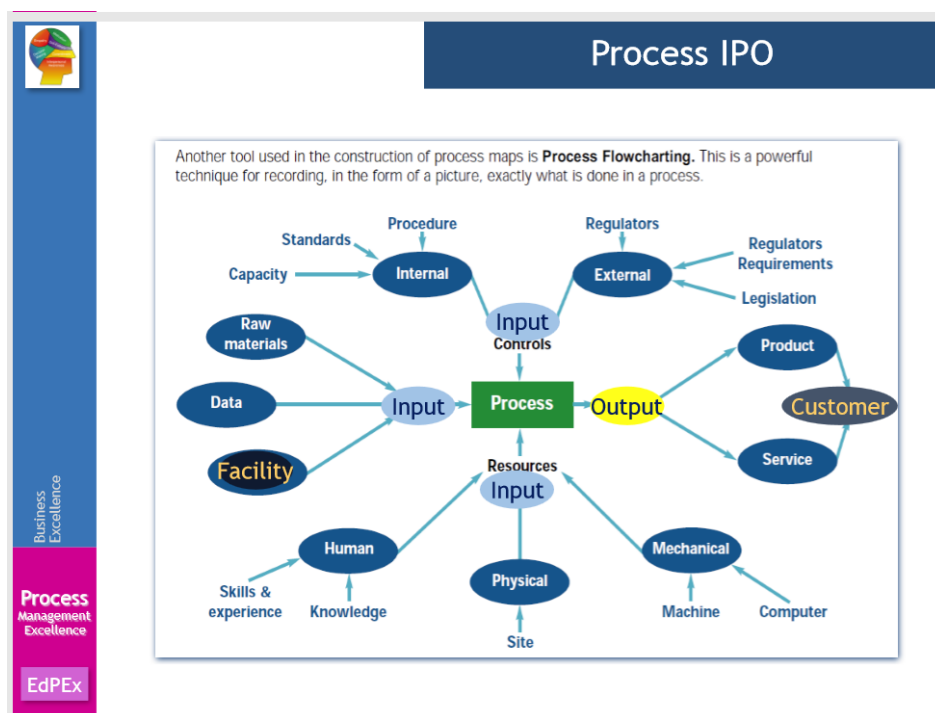 Process IPO
Another tool used in the construction of process maps is Process Flowcharting. This is a powerful
technique for recording, in the form of a picture, exactly what is done in a process.
Procedure
Regulators
Standards
Regulators
Requirements
Capacity
Internal
External
Legislation
Input
Controls
Raw
materials
Product
Data
Input
Process
Output
Customer
Facility
Service
Resources
Input
Human
Mechanical
Physical
Skills &
experience
Knowledge
Machine
Computer
Site
Business
Excellence
Process
Management
Excellence
EdPEx